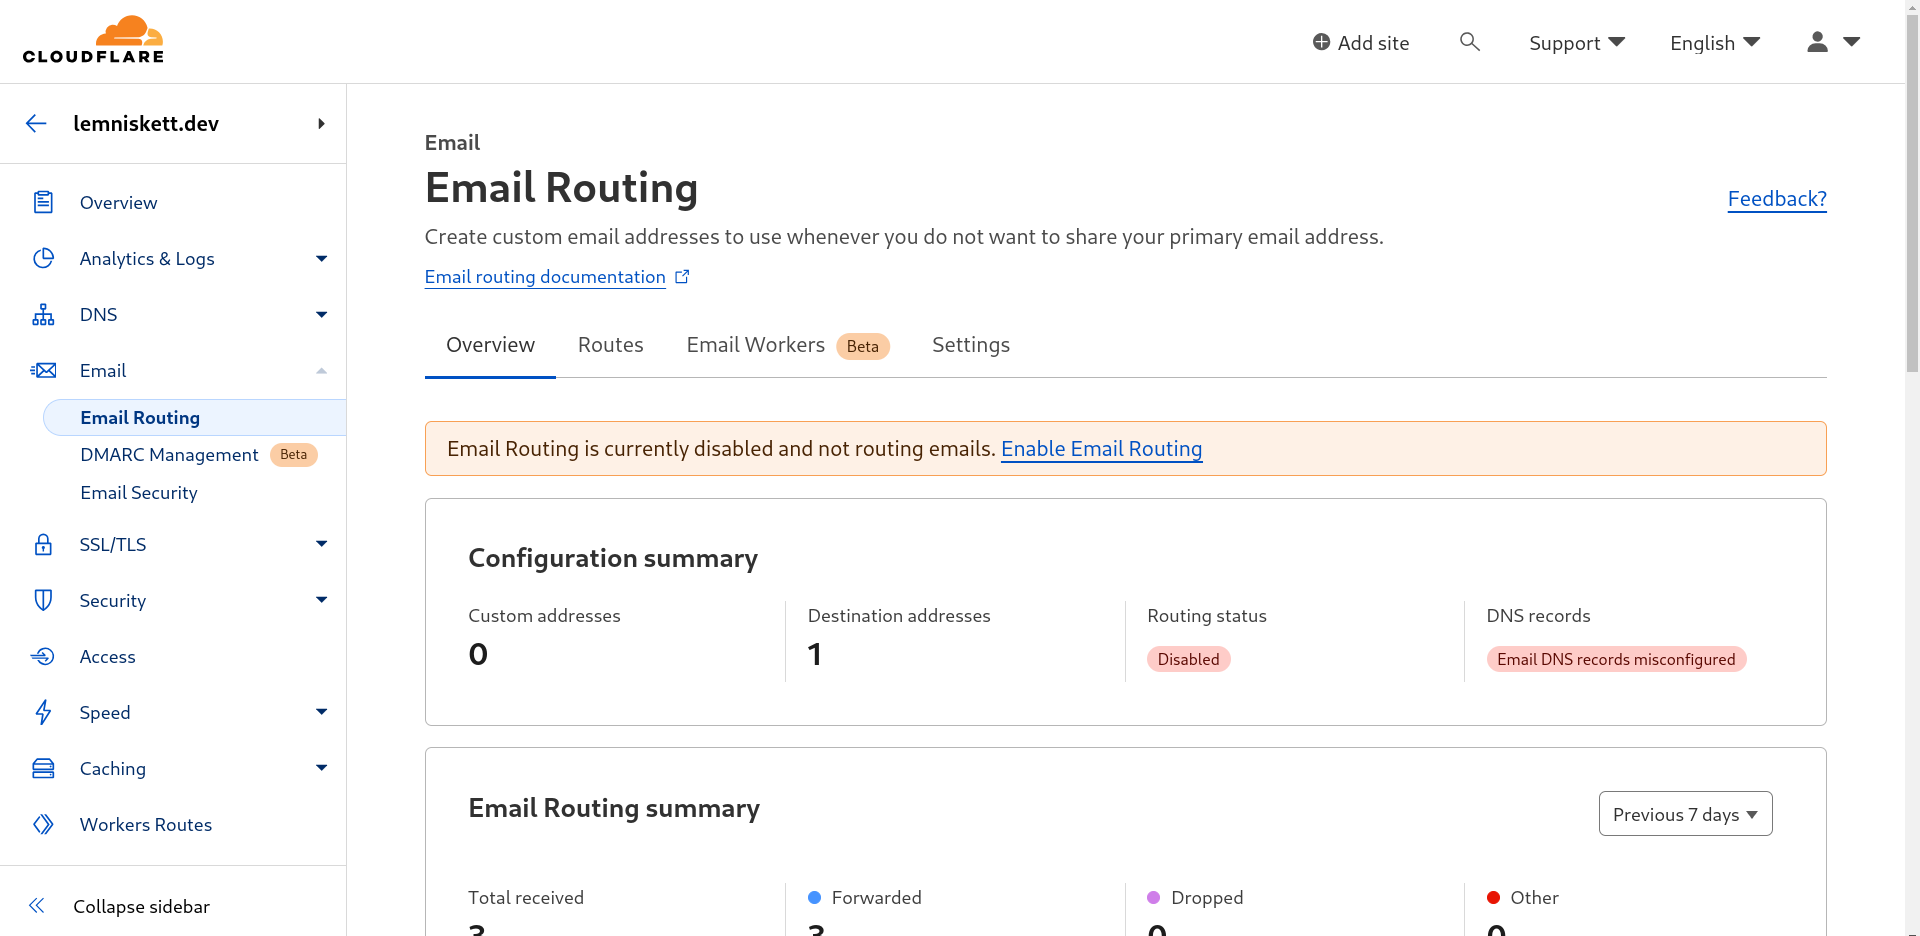 CLOUDFLARE
Add site
Support
English
lemniskett.dev
Overview
Analytics & Logs
DNS
Email
Email Routing
DMARC Management Beta
Email Security
SSL/TLS
Security
Access
Speed
Caching
Workers Routes
Collapse sidebar
Email
Email Routing
Feedback?
Create custom email addresses to use whenever you do not want to share your primary email address.
Email routing documentation
Overview Routes Email Workers Beta Settings
Email Routing is currently disabled and not routing emails. Enable Email Routing
Configuration summary
Custom addresses
0
Destination addresses
1
Routing status
Disabled
DNS records
Email DNS records misconfigured
Email Routing summary
Previous 7 days
Total received
3
Forwarded
3
Dropped
0
Other
0